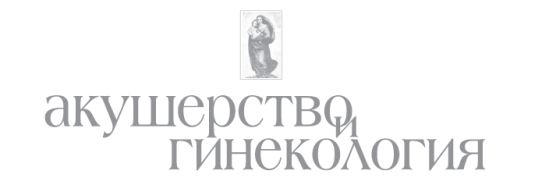 акушерство
и
гинекология